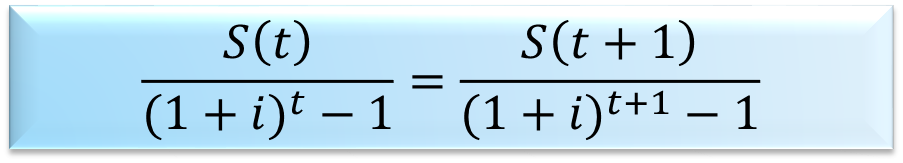 S(t)/((1 + i)^t − 1) = S(t + 1)/((1 + i)^{t+1} − 1)